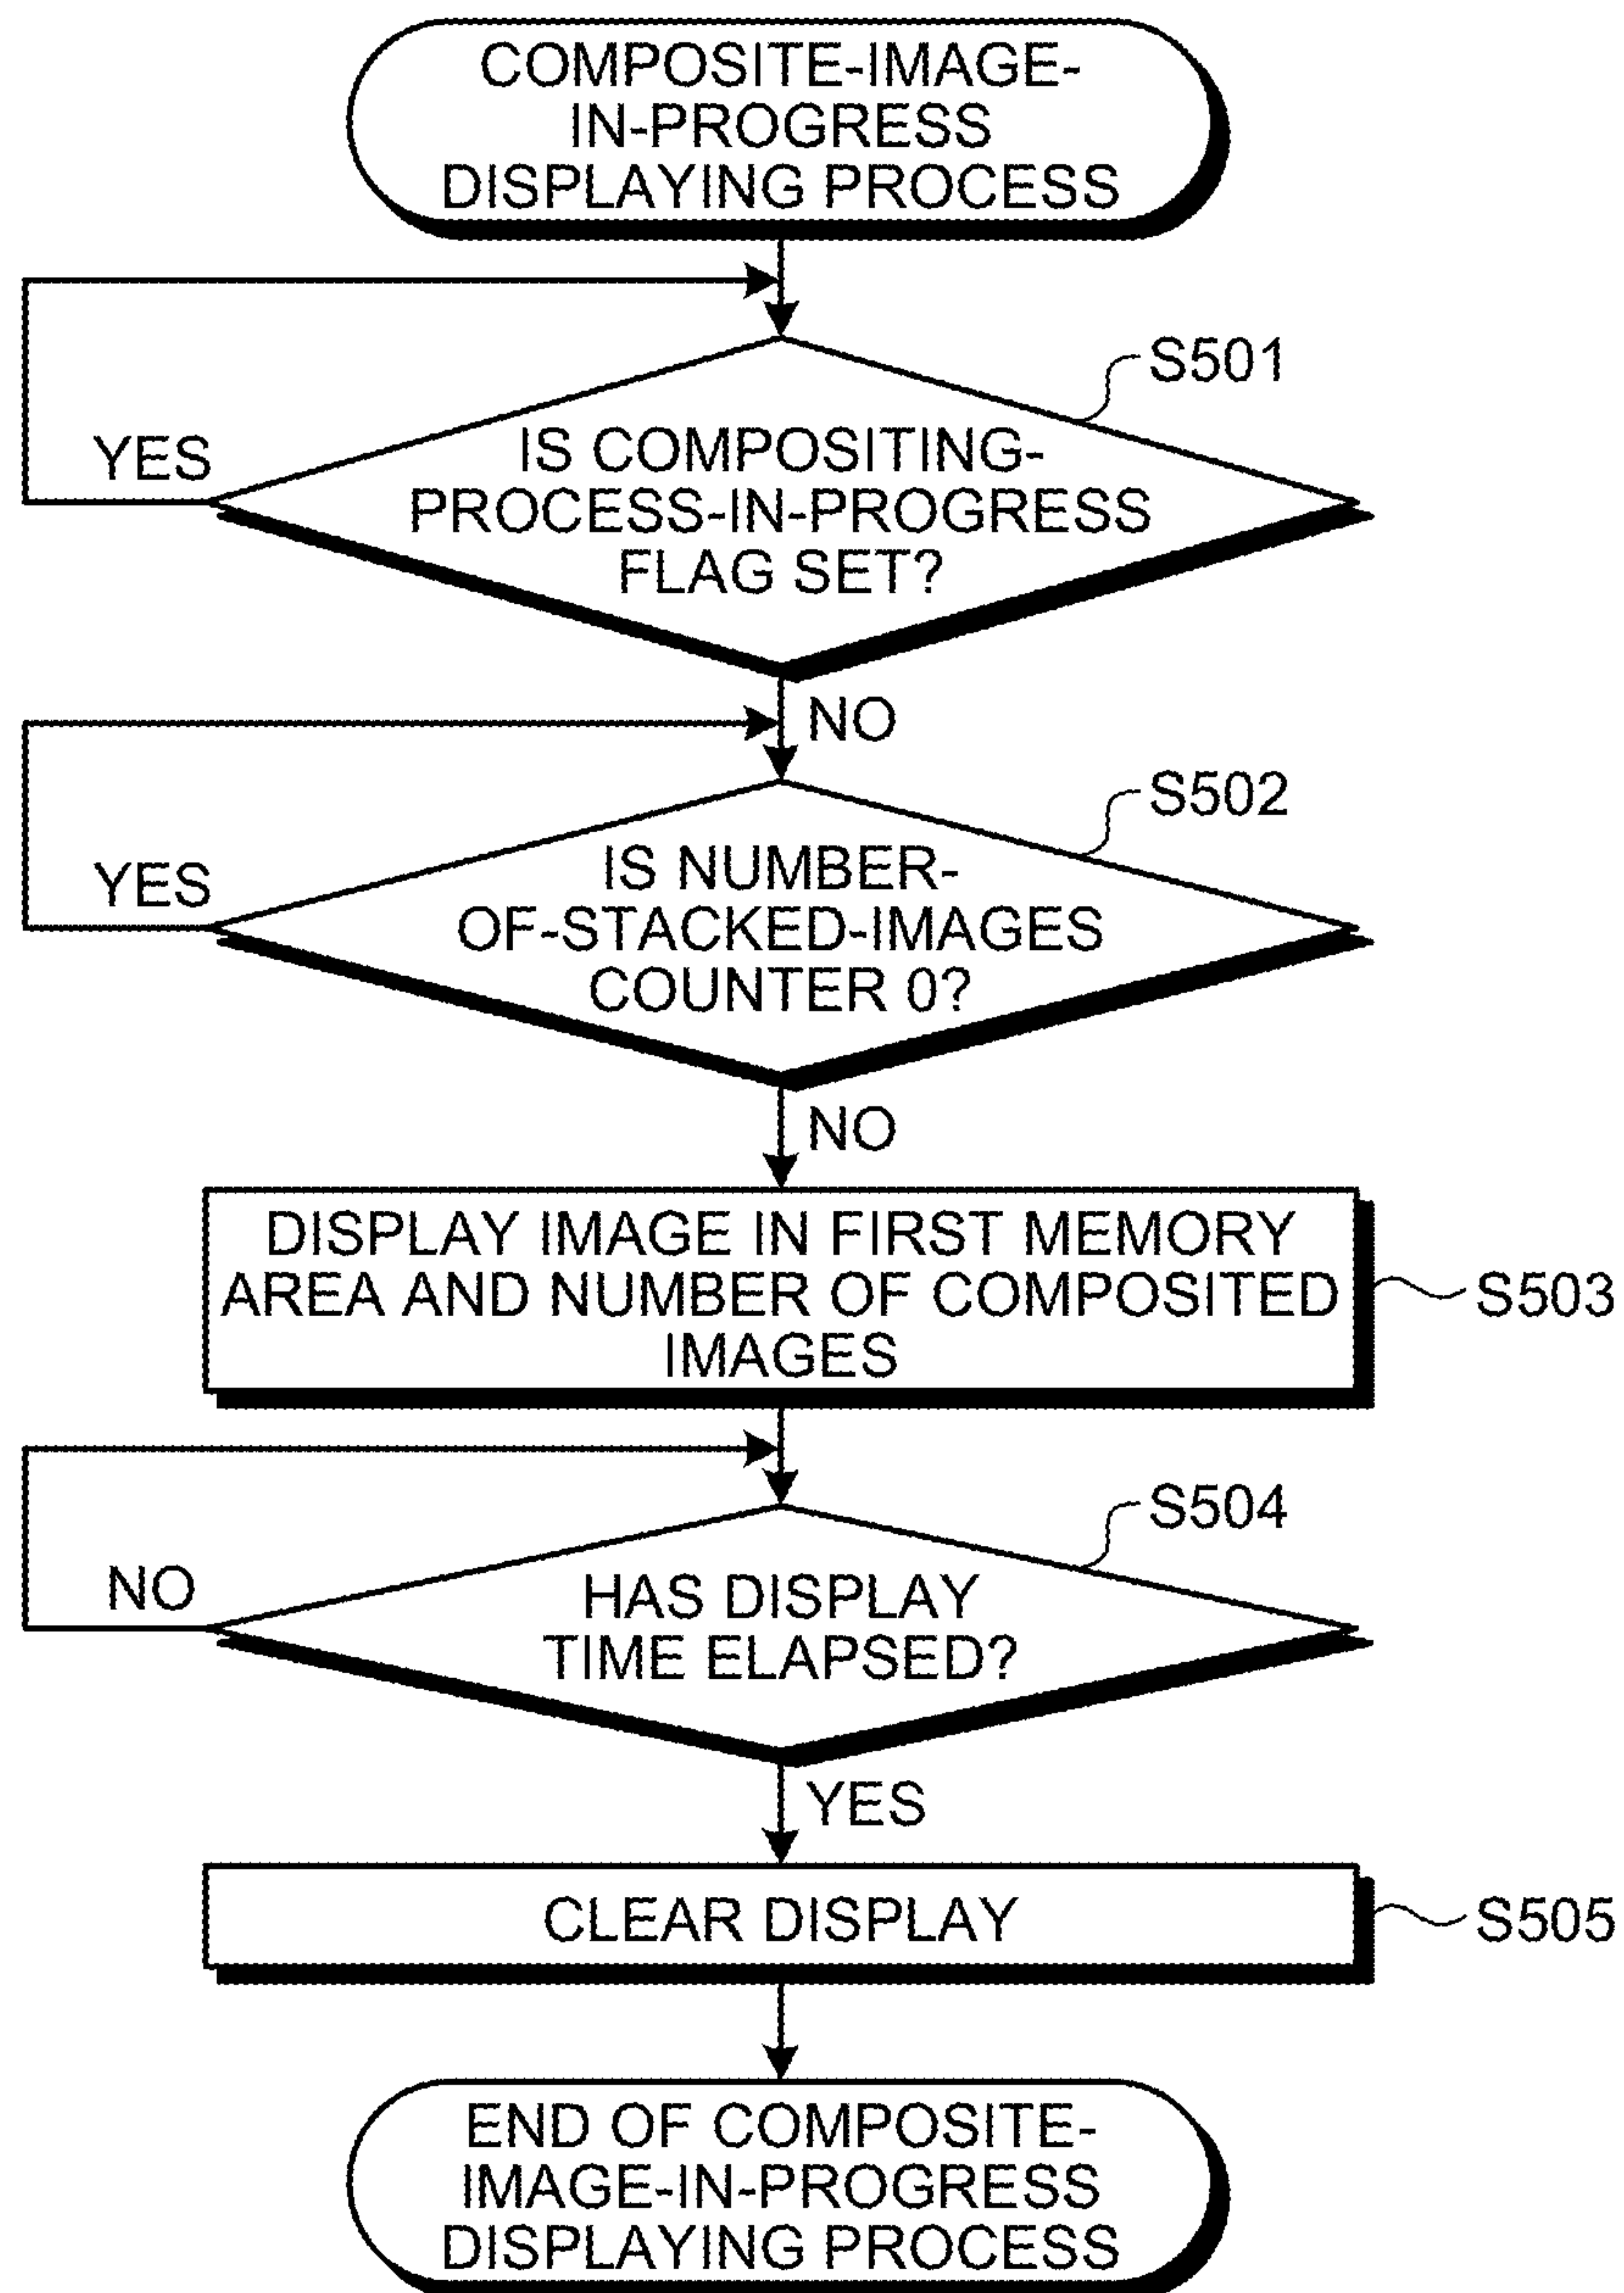 COMPOSITE-IMAGE-
IN-PROGRESS
DISPLAYING PROCESS
S501
YES
IS COMPOSITING-
PROCESS-IN-PROGRESS
FLAG SET?
NO
S502
YES
IS NUMBER-
OF-STACKED-IMAGES
COUNTER 0?
NO
DISPLAY IMAGE IN FIRST MEMORY
AREA AND NUMBER OF COMPOSITED
IMAGES
S503
S504
NO
HAS DISPLAY
TIME ELAPSED?
YES
CLEAR DISPLAY
S505
END OF COMPOSITE-
IMAGE-IN-PROGRESS
DISPLAYING PROCESS